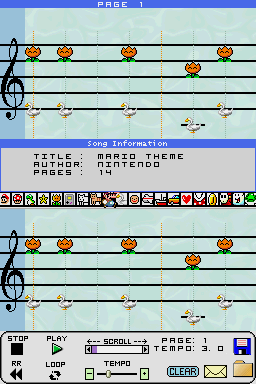 PAGE 1
Song Information
TITLE : MARIO THEME
AUTHOR: NINTENDO
PAGES : 14
STOP PLAY <-- SCROLL --> PAGE: 1
TEMPO: 3.0
RR LOOP TEMPO CLEAR